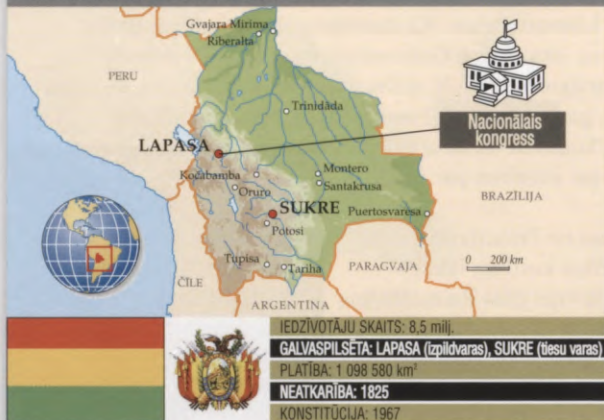 Gvajara Mirima
Riberalta
PERU
Trinidāda
LAPASA
Nacionālais
kongress
Kočabamba
Montero
Oruro
Santakrusa
BRAZĪLIJA
SUKRE
Puertosvaresa
Potosi
Tupisa
Tariha
PARAGVAJA
0 200 km
ČĪLE
ARGENTĪNA
IEDZĪVOTĀJU SKAITS: 8,5 milj.
GALVASPILSĒTA: LAPASA (izpildvaras), SUKRE (tiesu varas)
PLATĪBA: 1 098 580 km²
NEATKARĪBA: 1825
KONSTITŪCIJA: 1967